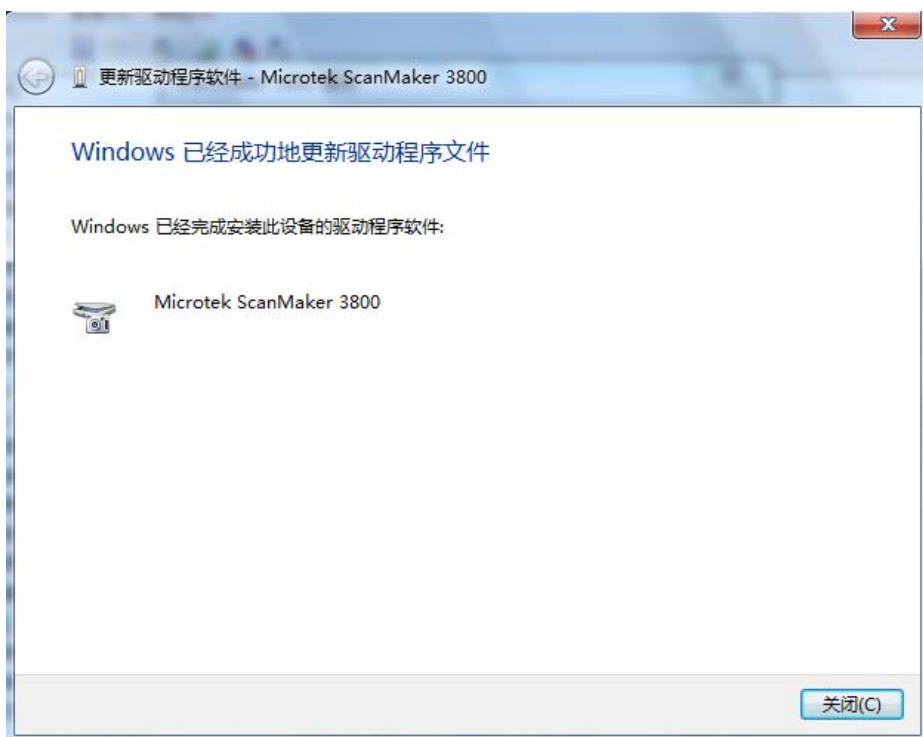 更新驱动程序软件 - Microtek ScanMaker 3800
Windows 已经成功地更新驱动程序文件
Windows 已经完成安装此设备的驱动程序软件:
Microtek ScanMaker 3800
关闭(C)